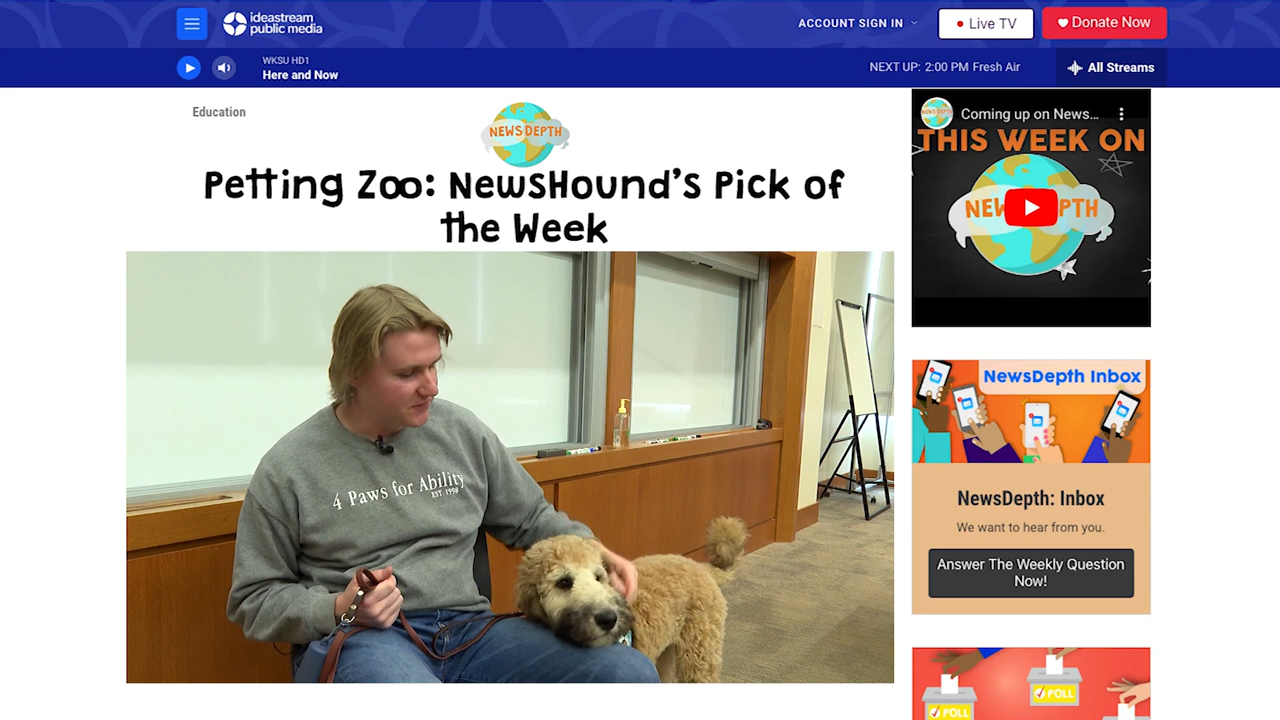 ideastream
public media
ACCOUNT SIGN IN
Live TV
Donate Now
WKSU HD1
Here and Now
NEXT UP: 2:00 PM Fresh Air
All Streams
Education
NEWS DEPTH
Petting Zoo: NewsHound's Pick of
the Week
4 Paws for Ability
EST. 1998
NEWS DEPTH
Coming up on News...
THIS WEEK ON
NewsDepth Inbox
NewsDepth: Inbox
We want to hear from you.
Answer The Weekly Question
Now!
POLL
POLL